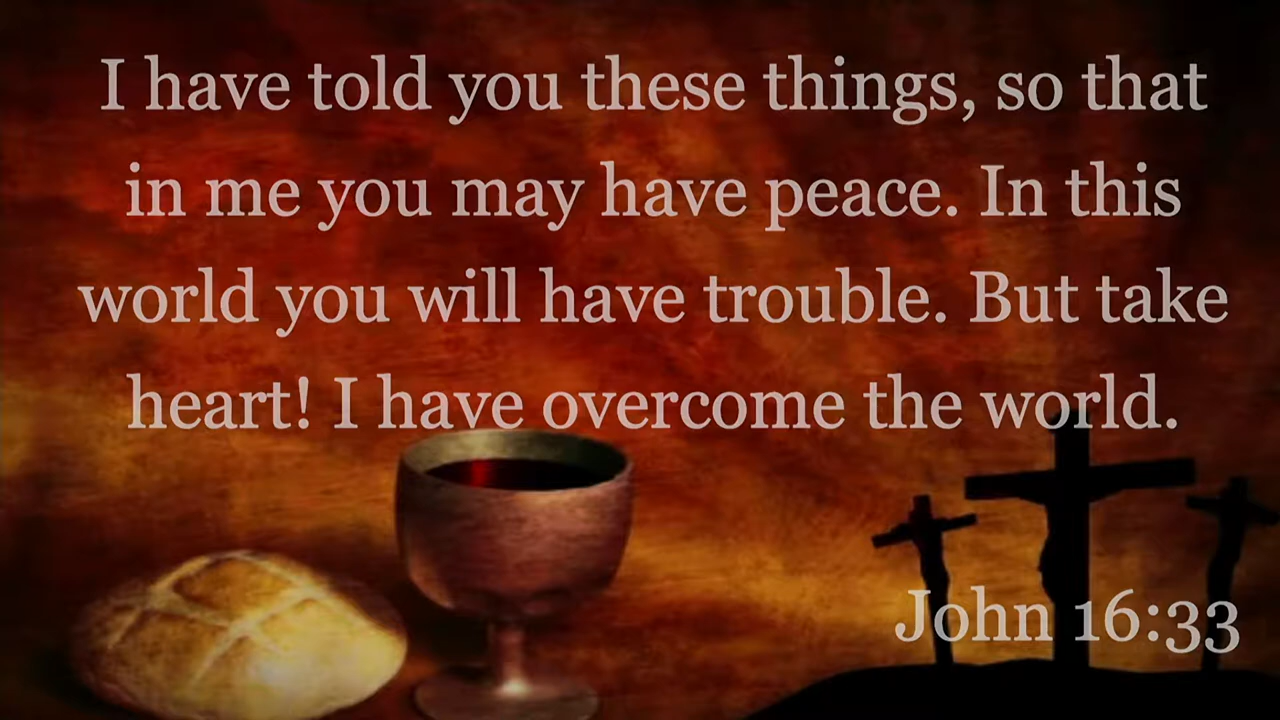 I have told you these things, so that
in me you may have peace. In this
world you will have trouble. But take
heart! I have overcome the world.
John 16:33